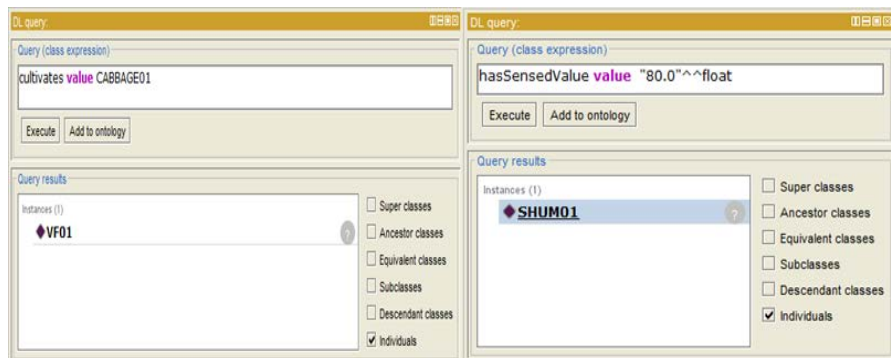 DL query:
Query (class expression)
cultivates value CABBAGE01
Execute Add to ontology
Query results
Instances (1)
VF01
?
Super classes
Ancestor classes
Equivalent classes
Subclasses
Descendant classes
Individuals
DL query:
Query (class expression)
hasSensedValue value "80.0"^^float
Execute Add to ontology
Query results
Instances (1)
SHUM01
?
Super classes
Ancestor classes
Equivalent classes
Subclasses
Descendant classes
Individuals